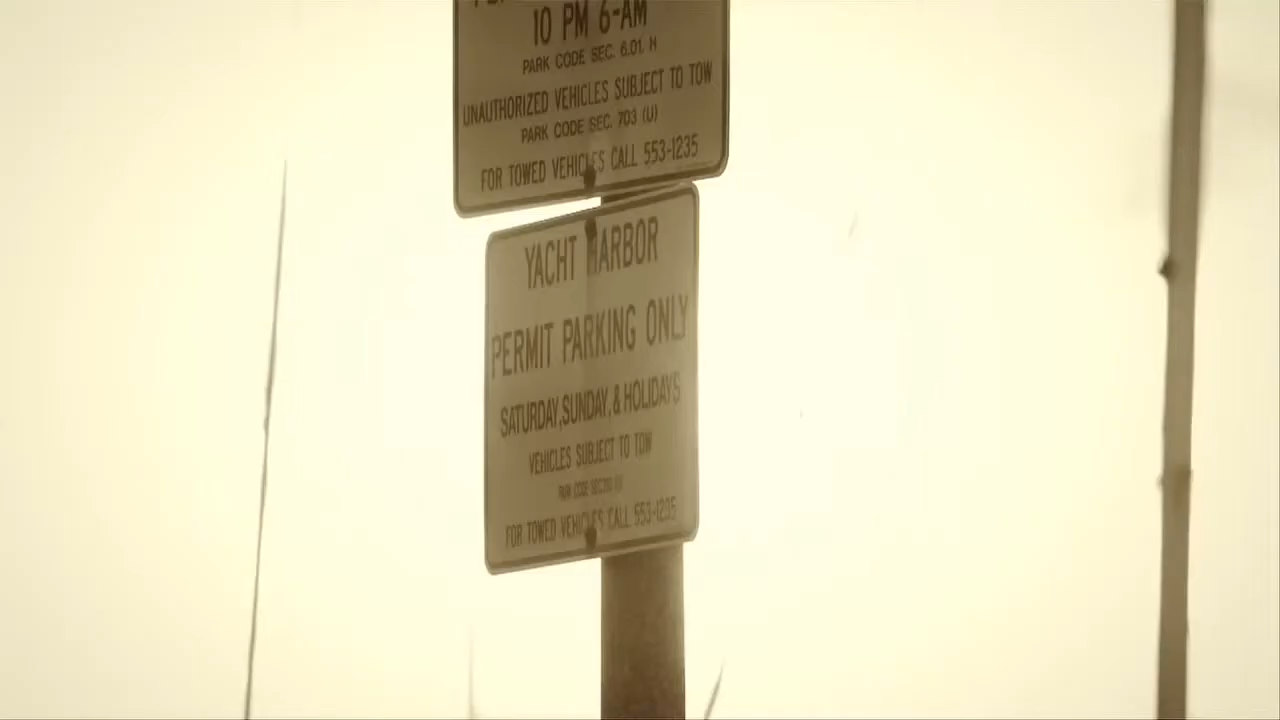 10 PM 6-AM
PARK CODE SEC. 6.01. H
UNAUTHORIZED VEHICLES SUBJECT TO TOW
PARK CODE SEC. 703 (U)
FOR TOWED VEHICLES CALL 553-1235
YACHT HARBOR
PERMIT PARKING ONLY
SATURDAY, SUNDAY, & HOLIDAYS
VEHICLES SUBJECT TO TOW
FOR TOWED VEHICLES CALL 553-1235